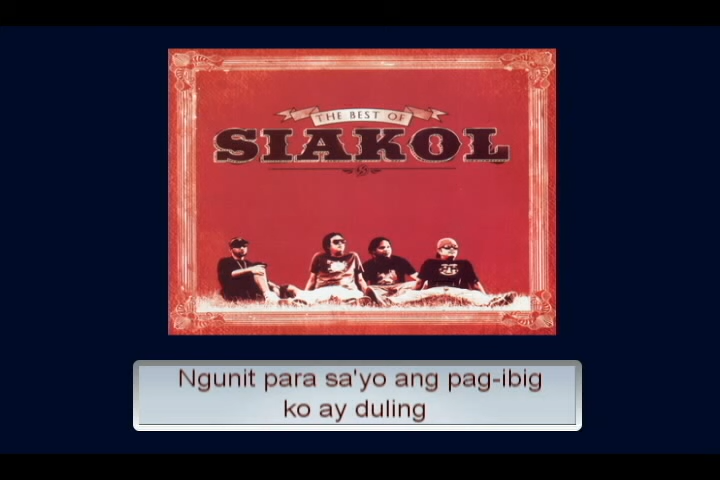 THE BEST OF
SIAKOL
Ngunit para sa'yo ang pag-ibig
ko ay duling